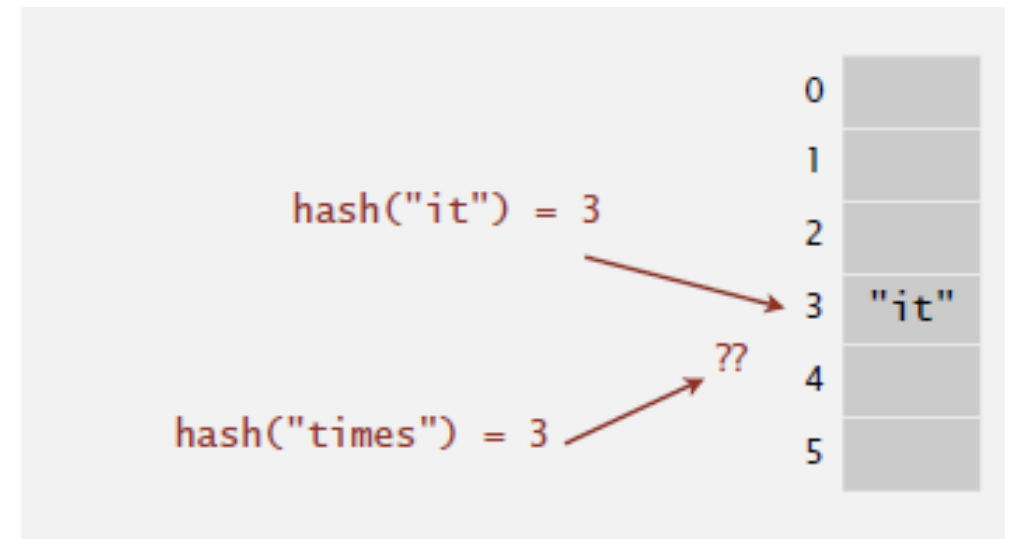 0
1
hash("it") = 3
2
3 "it"
??
4
hash("times") = 3
5